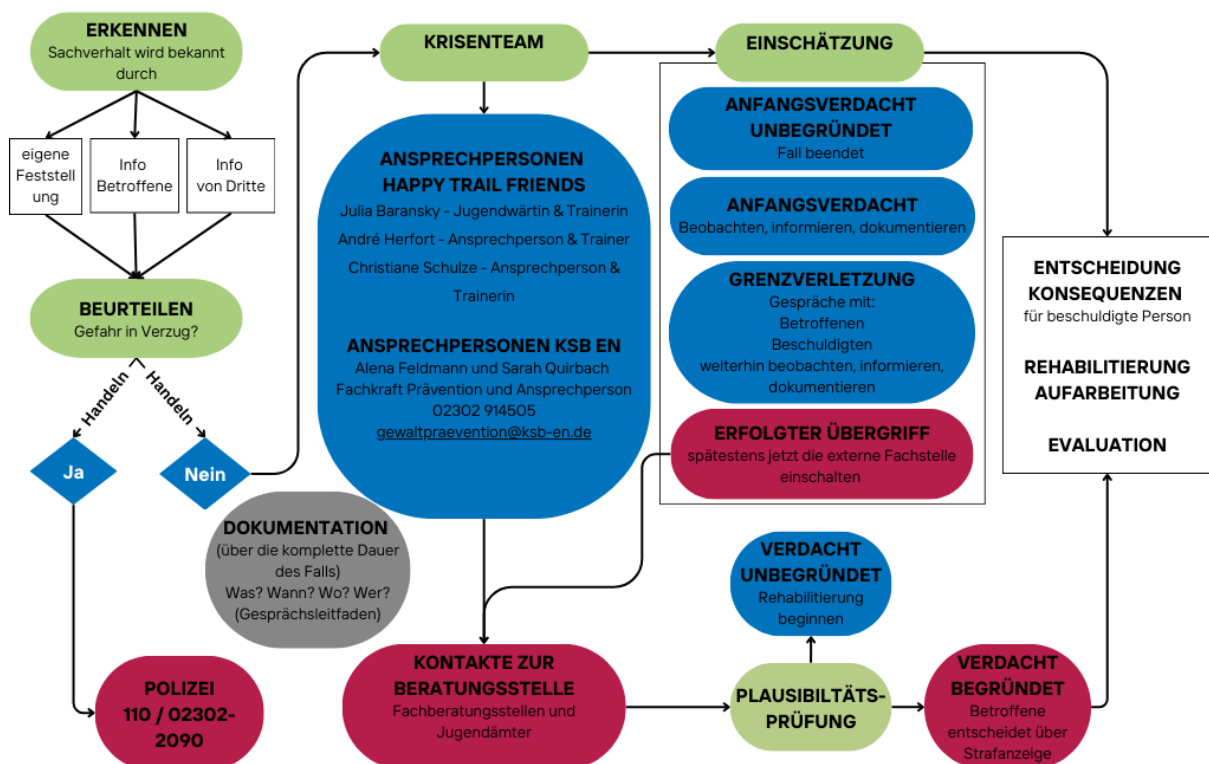 ERKENNEN
Sachverhalt wird bekannt
durch
eigene
Feststell
ung
Info
Betroffene
Info
von Dritte
BEURTEILEN
Gefahr in Verzug?
Handeln
Handeln
Ja
Nein
POLIZEI
110 / 02302-
2090
KRISENTEAM
ANSPRECHPERSONEN
HAPPY TRAIL FRIENDS
Julia Baransky - Jugendwärtin & Trainerin
André Herfort - Ansprechperson & Trainer
Christiane Schulze - Ansprechperson &
Trainerin
ANSPRECHPERSONEN KSB EN
Alena Feldmann und Sarah Quirbach
Fachkraft Prävention und Ansprechperson
02302 914505
gewaltpraevention@ksb-en.de
DOKUMENTATION
(über die komplette Dauer
des Falls)
Was? Wann? Wo? Wer?
(Gesprächsleitfaden)
EINSCHÄTZUNG
ANFANGSVERDACHT
UNBEGRÜNDET
Fall beendet
ANFANGSVERDACHT
Beobachten, informieren, dokumentieren
GRENZVERLETZUNG
Gespräche mit:
Betroffenen
Beschuldigten
weiterhin beobachten, informieren,
dokumentieren
ERFOLGTER ÜBERGRIFF
spätestens jetzt die externe Fachstelle
einschalten
KONTAKTE ZUR
BERATUNGSSTELLE
Fachberatungsstellen und
Jugendämter
PLAUSIBILTÄTS-
PRÜFUNG
VERDACHT
UNBEGRÜNDET
Rehabilitierung
beginnen
VERDACHT
BEGRÜNDET
Betroffene
entscheidet über
Strafanzeige
ENTSCHEIDUNG
KONSEQUENZEN
für beschuldigte Person
REHABILITIERUNG
AUFARBEITUNG
EVALUATION